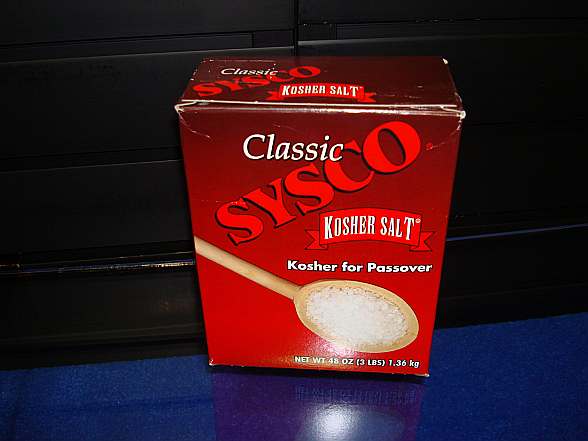 Classic
SYSCO
KOSHER SALT
Classic
SYSCO®
KOSHER SALT®
Kosher for Passover
NET WT 48 OZ (3 LBS) 1.36 kg